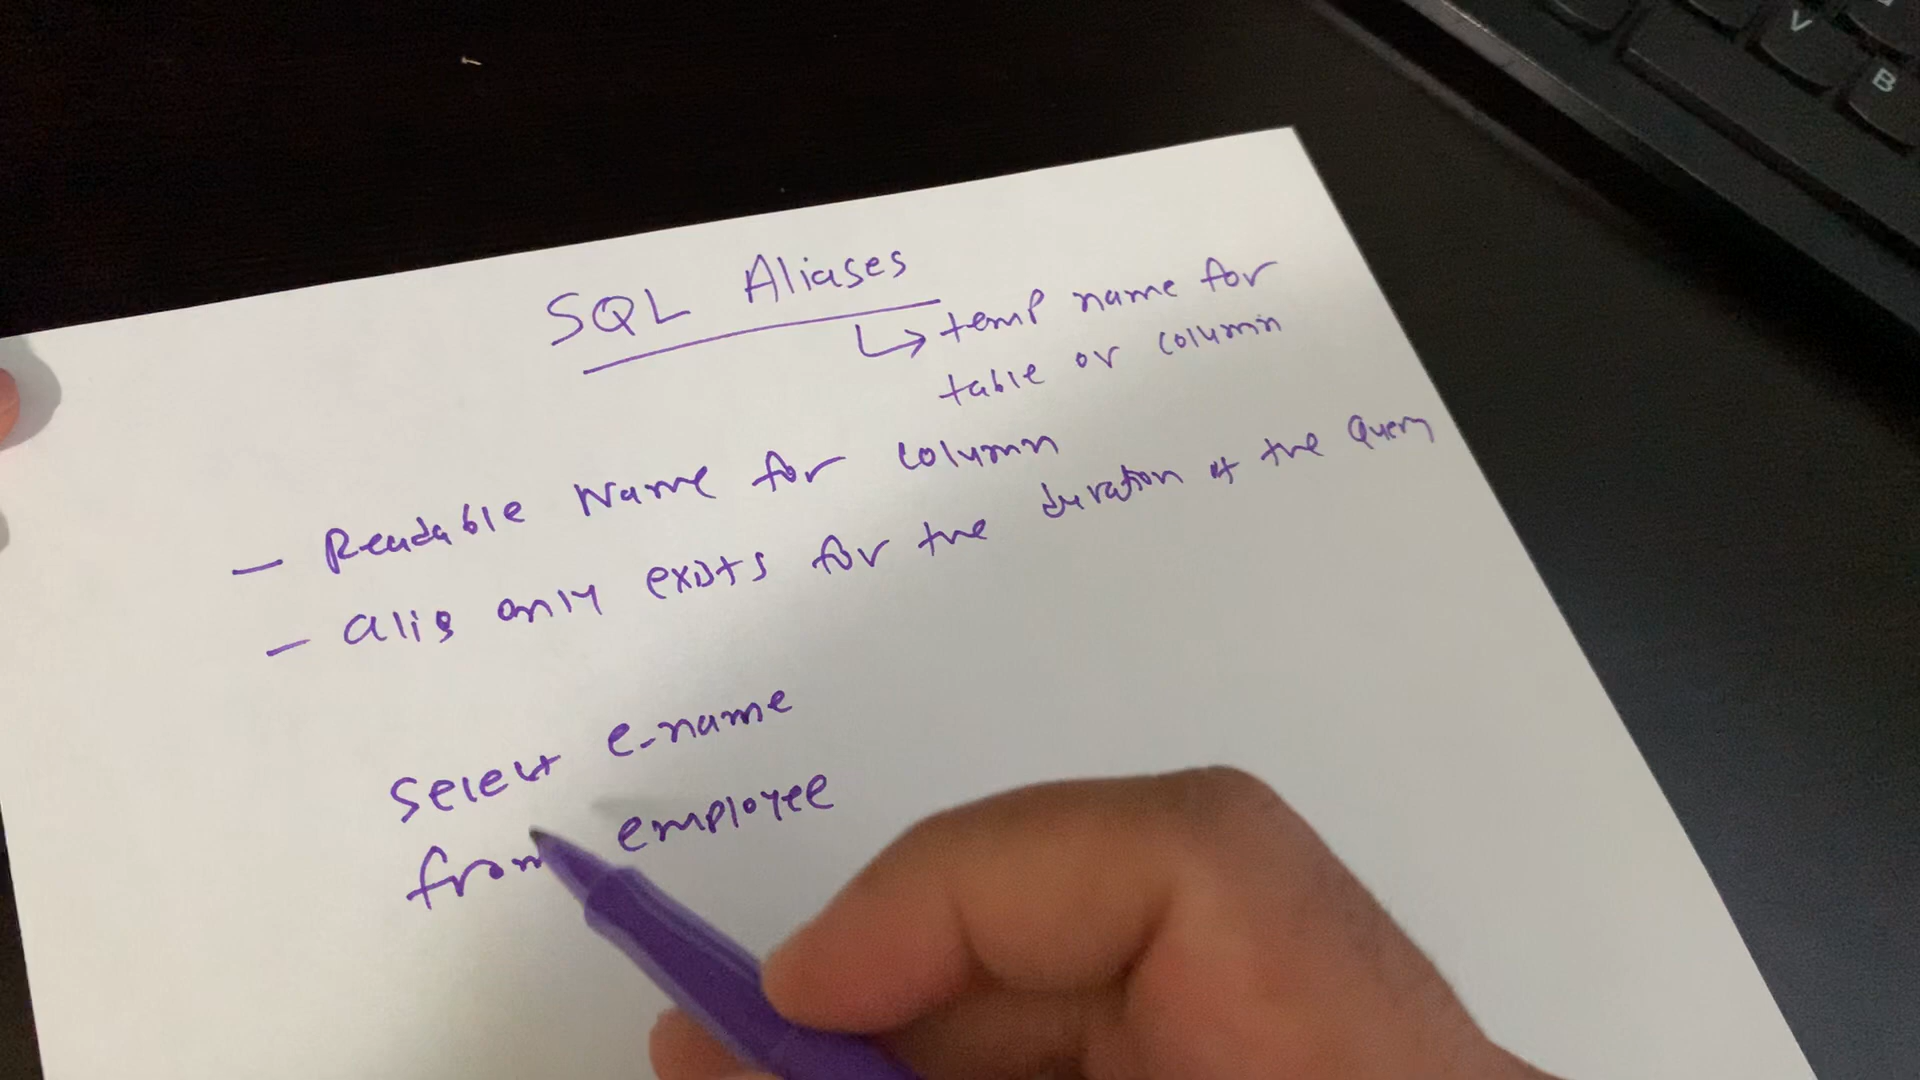 SQL Aliases
↳ temp name for
table or column
- Readable Name for column
- alis only exists for the duration of the Query
Select e-name
from employee
V
B